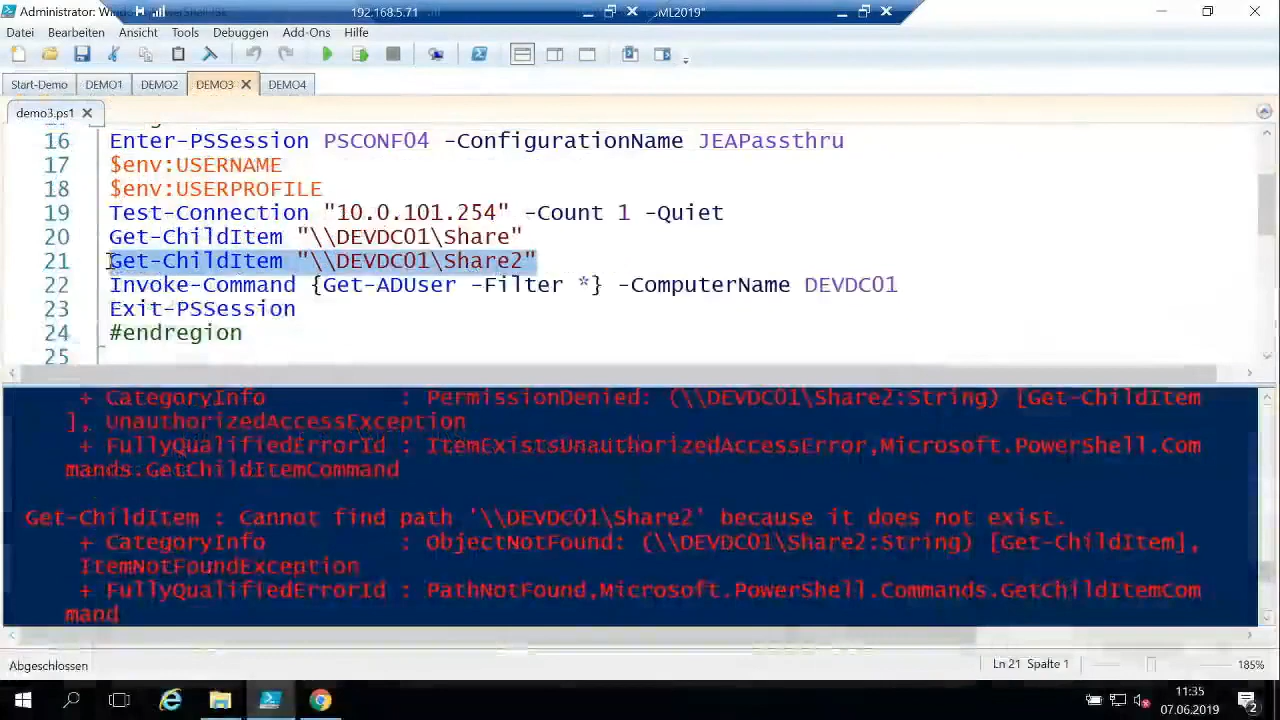 Administrator: Win
192.168.5.71
ML2019"
Datei Bearbeiten Ansicht Tools Debuggen Add-Ons Hilfe
Start-Demo DEMO1 DEMO2 DEMO3 DEMO4
demo3.ps1
16 Enter-PSSession PSCONF04 -ConfigurationName JEAPassthru
17 $env:USERNAME
18 $env:USERPROFILE
19 Test-Connection "10.0.101.254" -Count 1 -Quiet
20 Get-ChildItem "\\DEVDC01\Share"
21 Get-ChildItem "\\DEVDC01\Share2"
22 Invoke-Command {Get-ADUser -Filter *} -ComputerName DEVDC01
23 Exit-PSSession
24 #endregion
25
+ CategoryInfo : PermissionDenied: (\\DEVDC01\Share2:String) [Get-ChildItem
], UnauthorizedAccessException
+ FullyQualifiedErrorId : ItemExistsUnauthorizedAccessError,Microsoft.PowerShell.Com
mands.GetChildItemCommand
Get-ChildItem : Cannot find path '\\DEVDC01\Share2' because it does not exist.
+ CategoryInfo : ObjectNotFound: (\\DEVDC01\Share2:String) [Get-ChildItem],
ItemNotFoundException
+ FullyQualifiedErrorId : PathNotFound,Microsoft.PowerShell.Commands.GetChildItemCom
mand
Abgeschlossen
Ln 21 Spalte 1
185%
11:35
07.06.2019
2